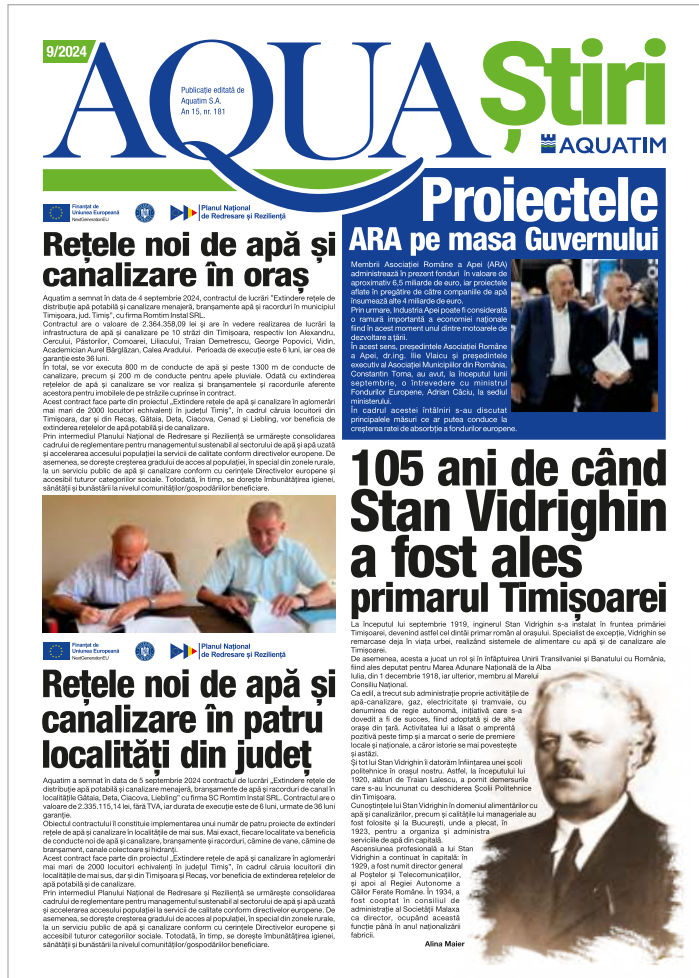 9/2024
AQUA Știri
Publicație editată de
Aquatim S.A.
An 15, nr. 181
AQUATIM
Finanțat de
Uniunea Europeană
NextGenerationEU
Planul Național
de Redresare și Reziliență
Rețele noi de apă și
canalizare în oraș
Aquatim a semnat în data de 4 septembrie 2024, contractul de lucrări "Extindere rețele de
distribuție apă potabilă și canalizare menajeră, branșamente apă și racorduri în municipiul
Timișoara, jud. Timiș", cu firma Romtim Instal SRL.
Contractul are o valoare de 2.364.358,09 lei și are în vedere realizarea de lucrări la
infrastructura de apă și canalizare pe 10 străzi din Timișoara, respectiv Ion Alexandru,
Cercului, Păstorilor, Comoarei, Liliacului, Traian Demetrescu, George Popovici, Vidin,
Academician Aurel Bărglăzan, Calea Aradului. Perioada de execuție este 6 luni, iar cea de
garanție este 36 luni.
În total, se vor executa 800 m de conducte de apă și peste 1300 m de conducte de
canalizare, precum și 200 m de conducte pentru apele pluviale. Odată cu extinderea
rețelelor de apă și canalizare se vor realiza și branșamentele și racordurile aferente
acestora pentru imobilele de pe străzile cuprinse în contract.
Acest contract face parte din proiectul „Extindere rețele de apă și canalizare în aglomerări
mai mari de 2000 locuitori echivalenți în județul Timiș”, în cadrul căruia locuitorii din
Timișoara, dar și din Recaș, Gătaia, Deta, Ciacova, Cenad și Liebling, vor beneficia de
extinderea rețelelor de apă potabilă și de canalizare.
Prin intermediul Planului Național de Redresare și Reziliență se urmărește consolidarea
cadrului de reglementare pentru managementul sustenabil al sectorului de apă și apă uzată
și accelerarea accesului populației la servicii de calitate conform directivelor europene. De
asemenea, se dorește creșterea gradului de acces al populației, în special din zonele rurale,
la un serviciu public de apă și canalizare conform cu cerințele Directivelor europene și
accesibil tuturor categoriilor sociale. Totodată, în timp, se dorește îmbunătățirea igienei,
sănătății și bunăstării la nivelul comunităților/gospodăriilor beneficiare.
Finanțat de
Uniunea Europeană
NextGenerationEU
Planul Național
de Redresare și Reziliență
Rețele noi de apă și
canalizare în patru
localități din județ
Aquatim a semnat în data de 5 septembrie 2024 contractul de lucrări „Extindere rețele de
distribuție apă potabilă și canalizare menajeră, branșamente de apă și racorduri de canal în
localitățile Gătaia, Deta, Ciacova, Liebling” cu firma SC Romtim Instal SRL. Contractul are o
valoare de 2.335.115,14 lei, fără TVA, iar durata de execuție este de 6 luni, urmate de 36 luni
garanție.
Obiectul contractului îl constituie implementarea unui număr de patru proiecte de extinderi
rețele de apă și canalizare în localitățile de mai sus. Mai exact, fiecare localitate va beneficia
de conducte noi de apă și canalizare, branșamente și racorduri, cămine de vane, cămine de
branșament, canale colectoare și hidranți.
Acest contract face parte din proiectul „Extindere rețele de apă și canalizare în aglomerări
mai mari de 2000 locuitori echivalenți în județul Timiș”, în cadrul căruia locuitorii din
localitățile de mai sus, dar și din Timișoara și Recaș, vor beneficia de extinderea rețelelor de
apă potabilă și de canalizare.
Prin intermediul Planului Național de Redresare și Reziliență se urmărește consolidarea
cadrului de reglementare pentru managementul sustenabil al sectorului de apă și apă uzată
și accelerarea accesului populației la servicii de calitate conform directivelor europene. De
asemenea, se dorește creșterea gradului de acces al populației, în special din zonele rurale,
la un serviciu public de apă și canalizare conform cu cerințele Directivelor europene și
accesibil tuturor categoriilor sociale. Totodată, în timp, se dorește îmbunătățirea igienei,
sănătății și bunăstării la nivelul comunităților/gospodăriilor beneficiare.
Proiectele
ARA pe masa Guvernului
Membrii Asociației Române a Apei (ARA)
administrează în prezent fonduri în valoare de
aproximativ 6,5 miliarde de euro, iar proiectele
aflate în pregătire de către companiile de apă
însumează alte 4 miliarde de euro.
Prin urmare, Industria Apei poate fi considerată
o ramură importantă a economiei naționale
fiind în acest moment unul dintre motoarele de
dezvoltare a țării.
În acest sens, președintele Asociației Române
a Apei, dr.ing. Ilie Vlaicu și președintele
executiv al Asociației Municipiilor din România,
Constantin Toma, au avut, la începutul lunii
septembrie, o întrevedere cu ministrul
Fondurilor Europene, Adrian Câciu, la sediul
ministerului.
În cadrul acestei întâlniri s-au discutat
principalele măsuri ce ar putea conduce la
creșterea ratei de absorbție a fondurilor europene.
105 ani de când
Stan Vidrighin
a fost ales
primarul Timișoarei
La începutul lui septembrie 1919, inginerul Stan Vidrighin s-a instalat în fruntea primăriei
Timișoarei, devenind astfel cel dintâi primar român al orașului. Specialist de excepție, Vidrighin se
remarcase deja în viața urbei, realizând sistemele de alimentare cu apă și de canalizare ale
Timișoarei.
De asemenea, acesta a jucat un rol și în înfăptuirea Unirii Transilvaniei și Banatului cu România,
fiind ales deputat pentru Marea Adunare Națională de la Alba
Iulia, din 1 decembrie 1918, iar ulterior, membru al Marelui
Consiliu Național.
Ca edil, a trecut sub administrație proprie activitățile de
apă-canalizare, gaz, electricitate și tramvaie, cu
denumirea de regie autonomă, inițiativă care s-a
dovedit a fi de succes, fiind adoptată și de alte
orașe din țară. Activitatea lui a lăsat o amprentă
pozitivă peste timp și a marcat o serie de premiere
locale și naționale, a căror istorie se mai povestește
și astăzi.
Și tot lui Stan Vidrighin îi datorăm înființarea unei școli
politehnice în orașul nostru. Astfel, la începutul lui
1920, alături de Traian Lalescu, a pornit demersurile
care s-au încununat cu deschiderea Școlii Politehnice
din Timișoara.
Cunoștințele lui Stan Vidrighin în domeniul alimentărilor cu
apă și canalizărilor, precum și calitățile lui manageriale au
fost folosite și la București, unde a plecat, în
1923, pentru a organiza și administra
serviciile de apă din capitală.
Ascensiunea profesională a lui Stan
Vidrighin a continuat în capitală: în
1929, a fost numit director general
al Poștelor și Telecomunicațiilor,
și apoi al Regiei Autonome a
Căilor Ferate Române. În 1934, a
fost cooptat în consiliul de
administrație al Societății Malaxa
ca director, ocupând această
funcție până în anul naționalizării
fabricii.
Alina Maier